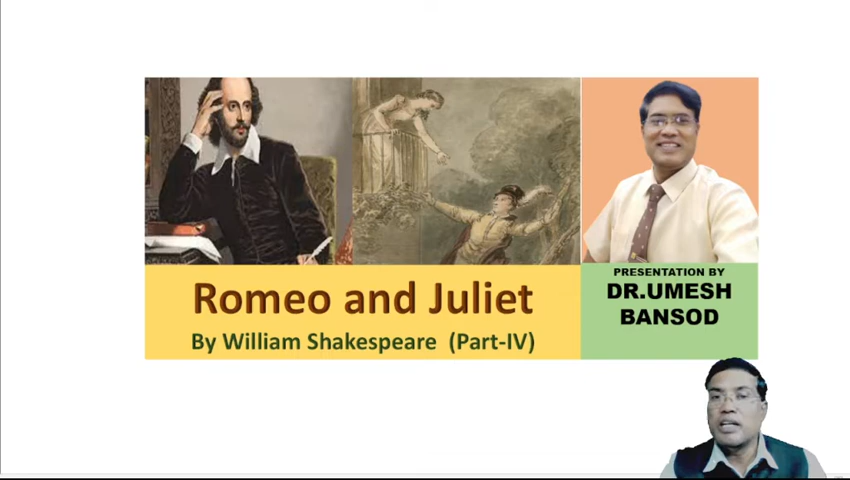 Romeo and Juliet
By William Shakespeare (Part-IV)
PRESENTATION BY
DR.UMESH
BANSOD